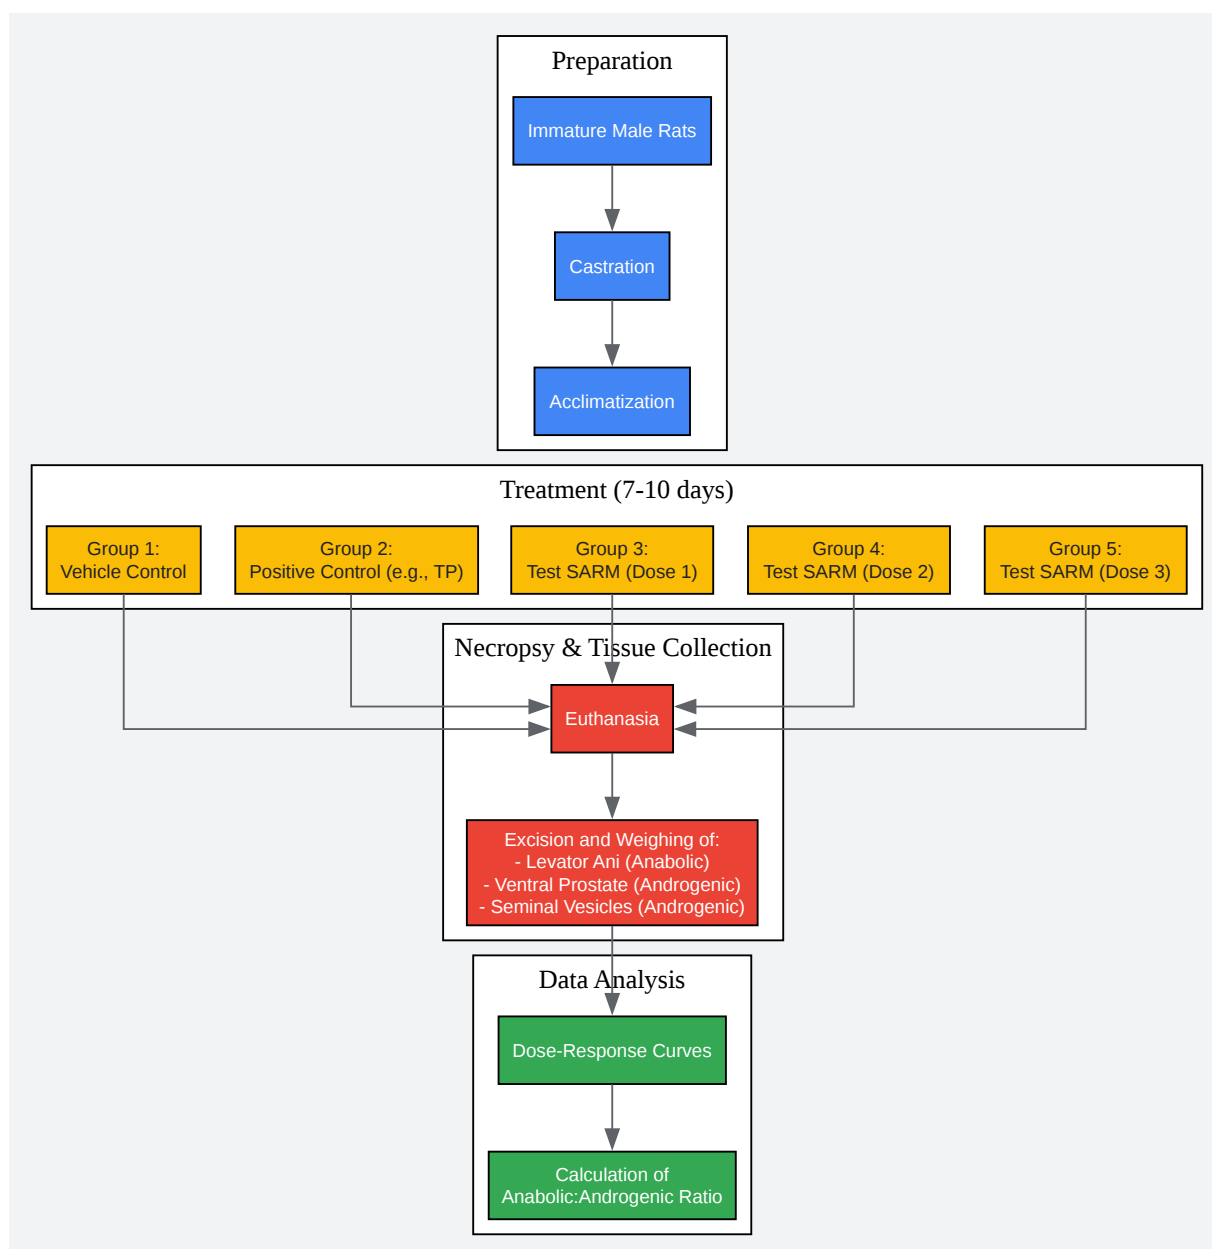 Preparation
Immature Male Rats
Castration
Acclimatization
Treatment (7-10 days)
Group 1:
Vehicle Control
Group 2:
Positive Control (e.g., TP)
Group 3:
Test SARM (Dose 1)
Group 4:
Test SARM (Dose 2)
Group 5:
Test SARM (Dose 3)
Necropsy & Tissue Collection
Euthanasia
Excision and Weighing of:
- Levator Ani (Anabolic)
- Ventral Prostate (Androgenic)
- Seminal Vesicles (Androgenic)
Data Analysis
Dose-Response Curves
Calculation of
Anabolic:Androgenic Ratio